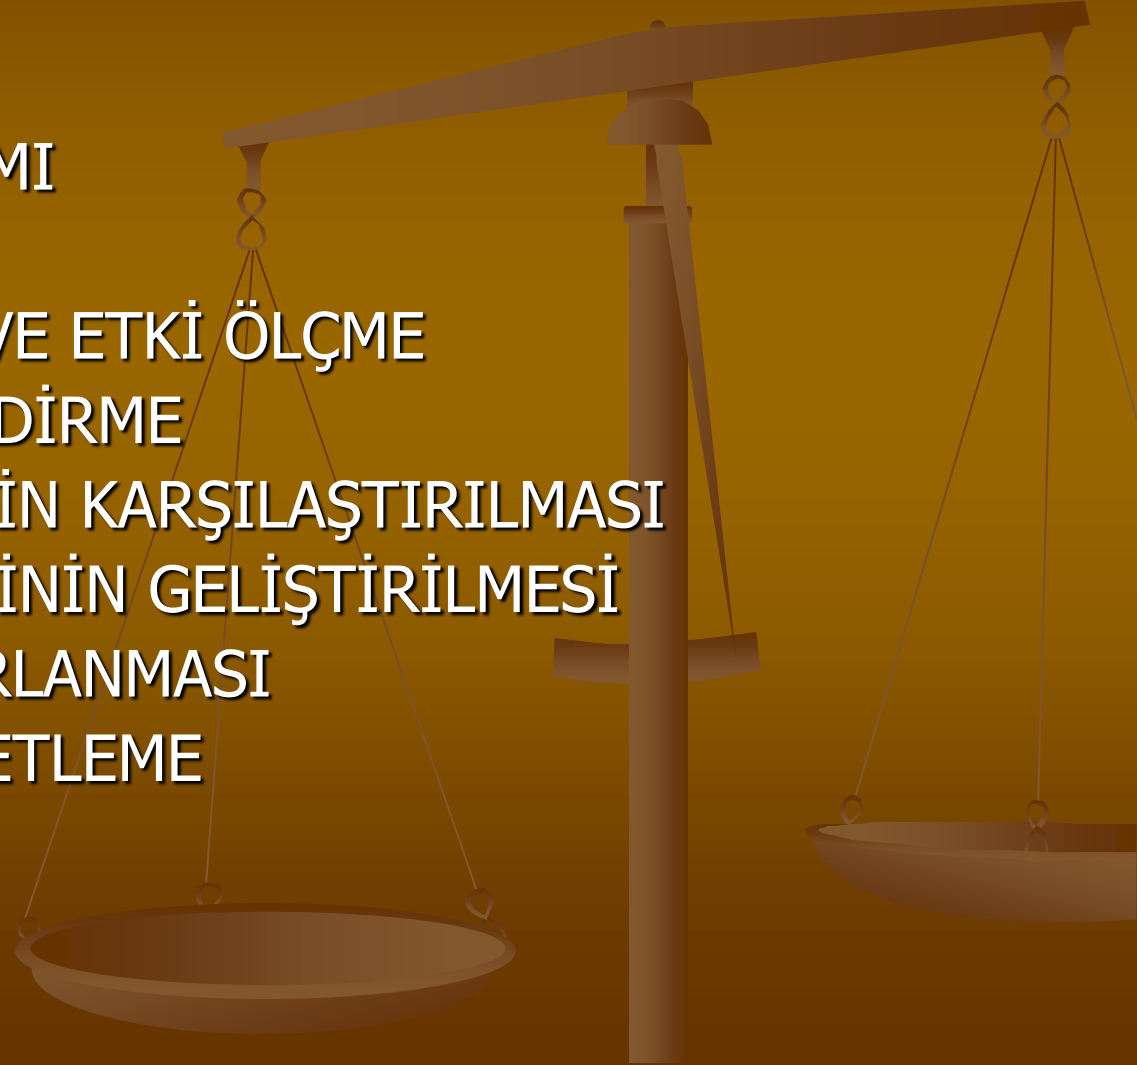 MI
VE ETKİ ÖLÇME
DİRME
İN KARŞILAŞTIRILMASI
İNİN GELİŞTİRİLMESİ
RLANMASI
ETLEME